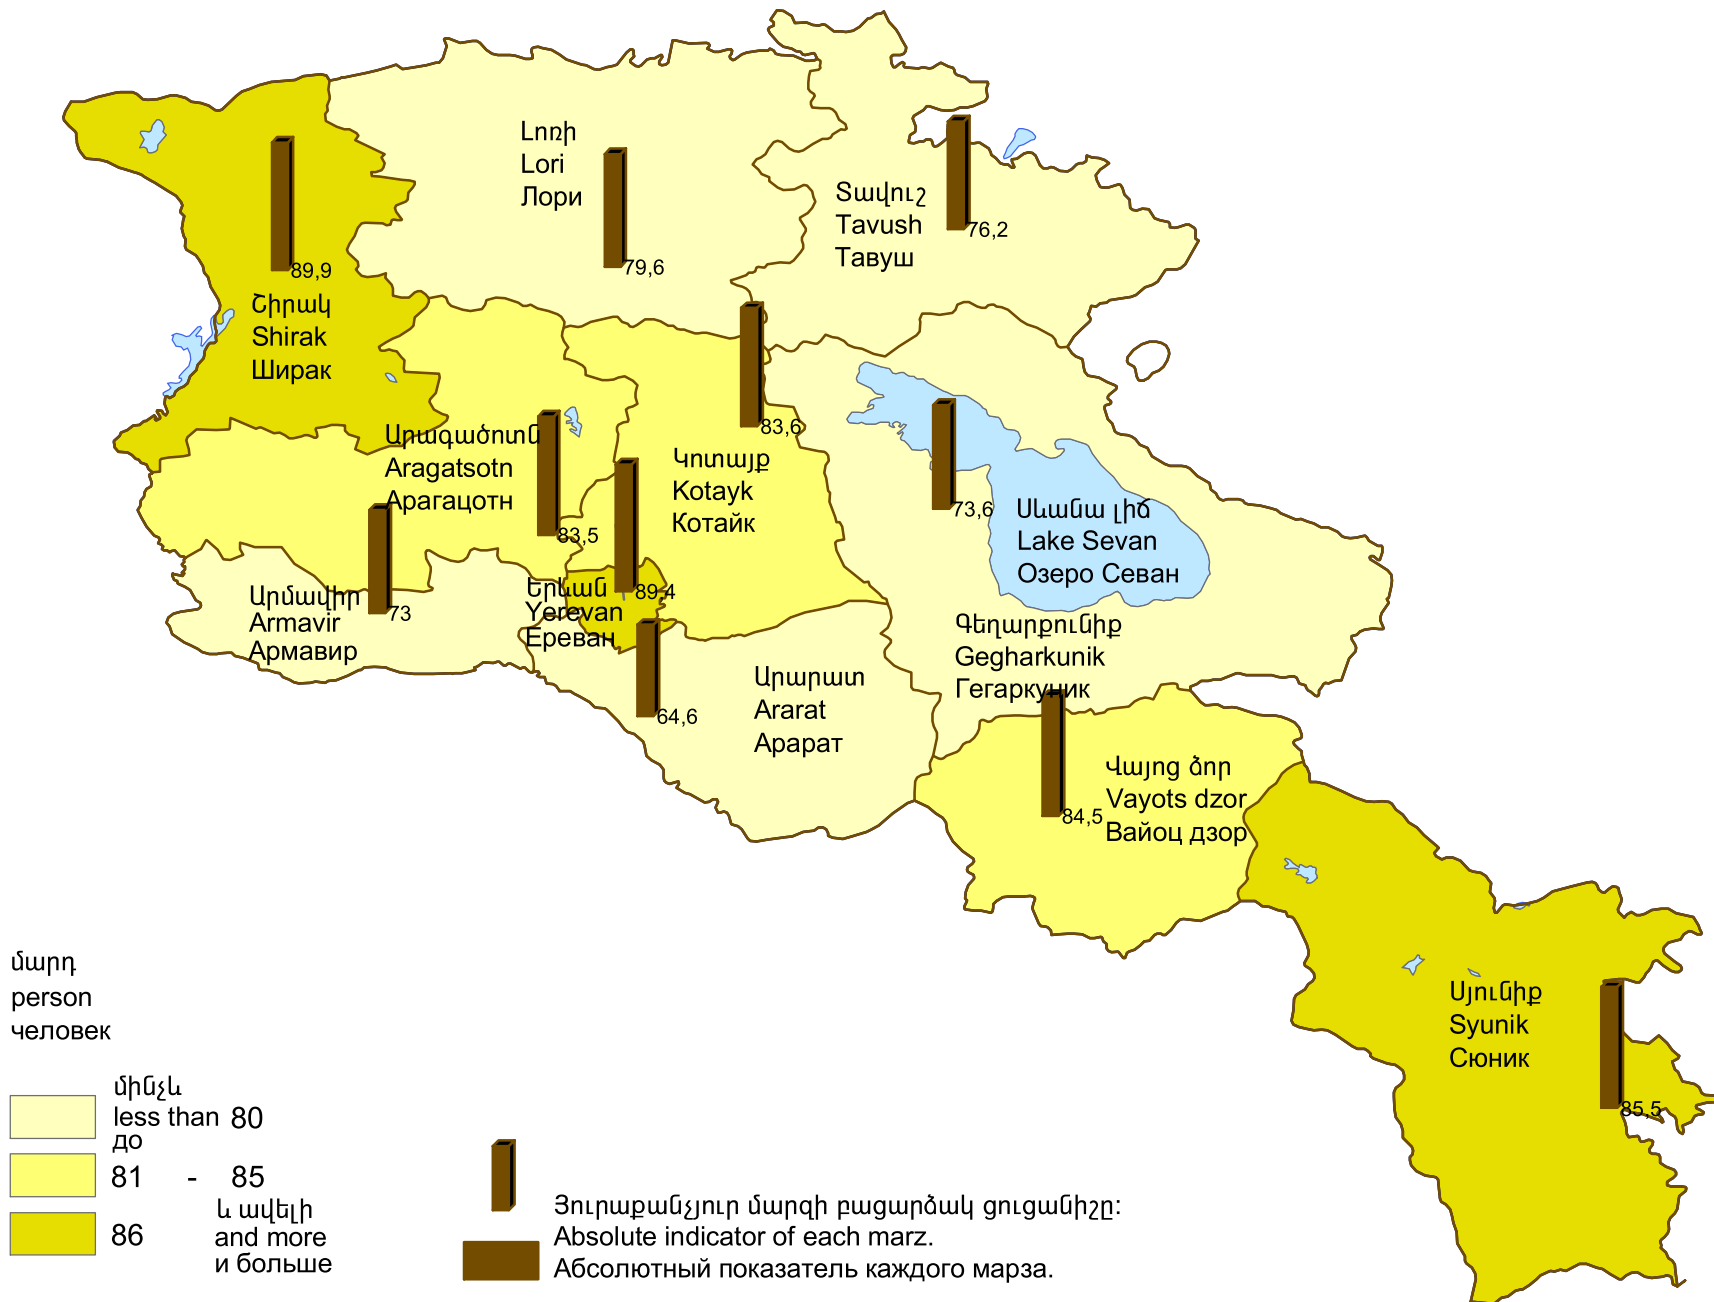 Լոռի
Lori
Лори
79,6
Տավուշ
Tavush
Тавуш
76,2
89,9
Շիրակ
Shirak
Ширак
Արագածոտն
Aragatsotn
Арагацотн
83,5
83,6
Կոտայք
Kotayk
Котайк
73,6
Սևանա լիճ
Lake Sevan
Озеро Севан
Արմավիր
Armavir
Армавир
73
Երևան
Yerevan
Ереван
89,4
Գեղարքունիք
Gegharkunik
Гегаркуник
64,6
Արարատ
Ararat
Арарат
84,5
Վայոց ձոր
Vayots dzor
Вайоц дзор
Սյունիք
Syunik
Сюник
85,5
մարդ
person
человек
մինչև
less than 80
до
81 - 85
և ավելի
86 and more
и больше
Յուրաքանչյուր մարզի բացարձակ ցուցանիշը:
Absolute indicator of each marz.
Абсолютный показатель каждого марза.